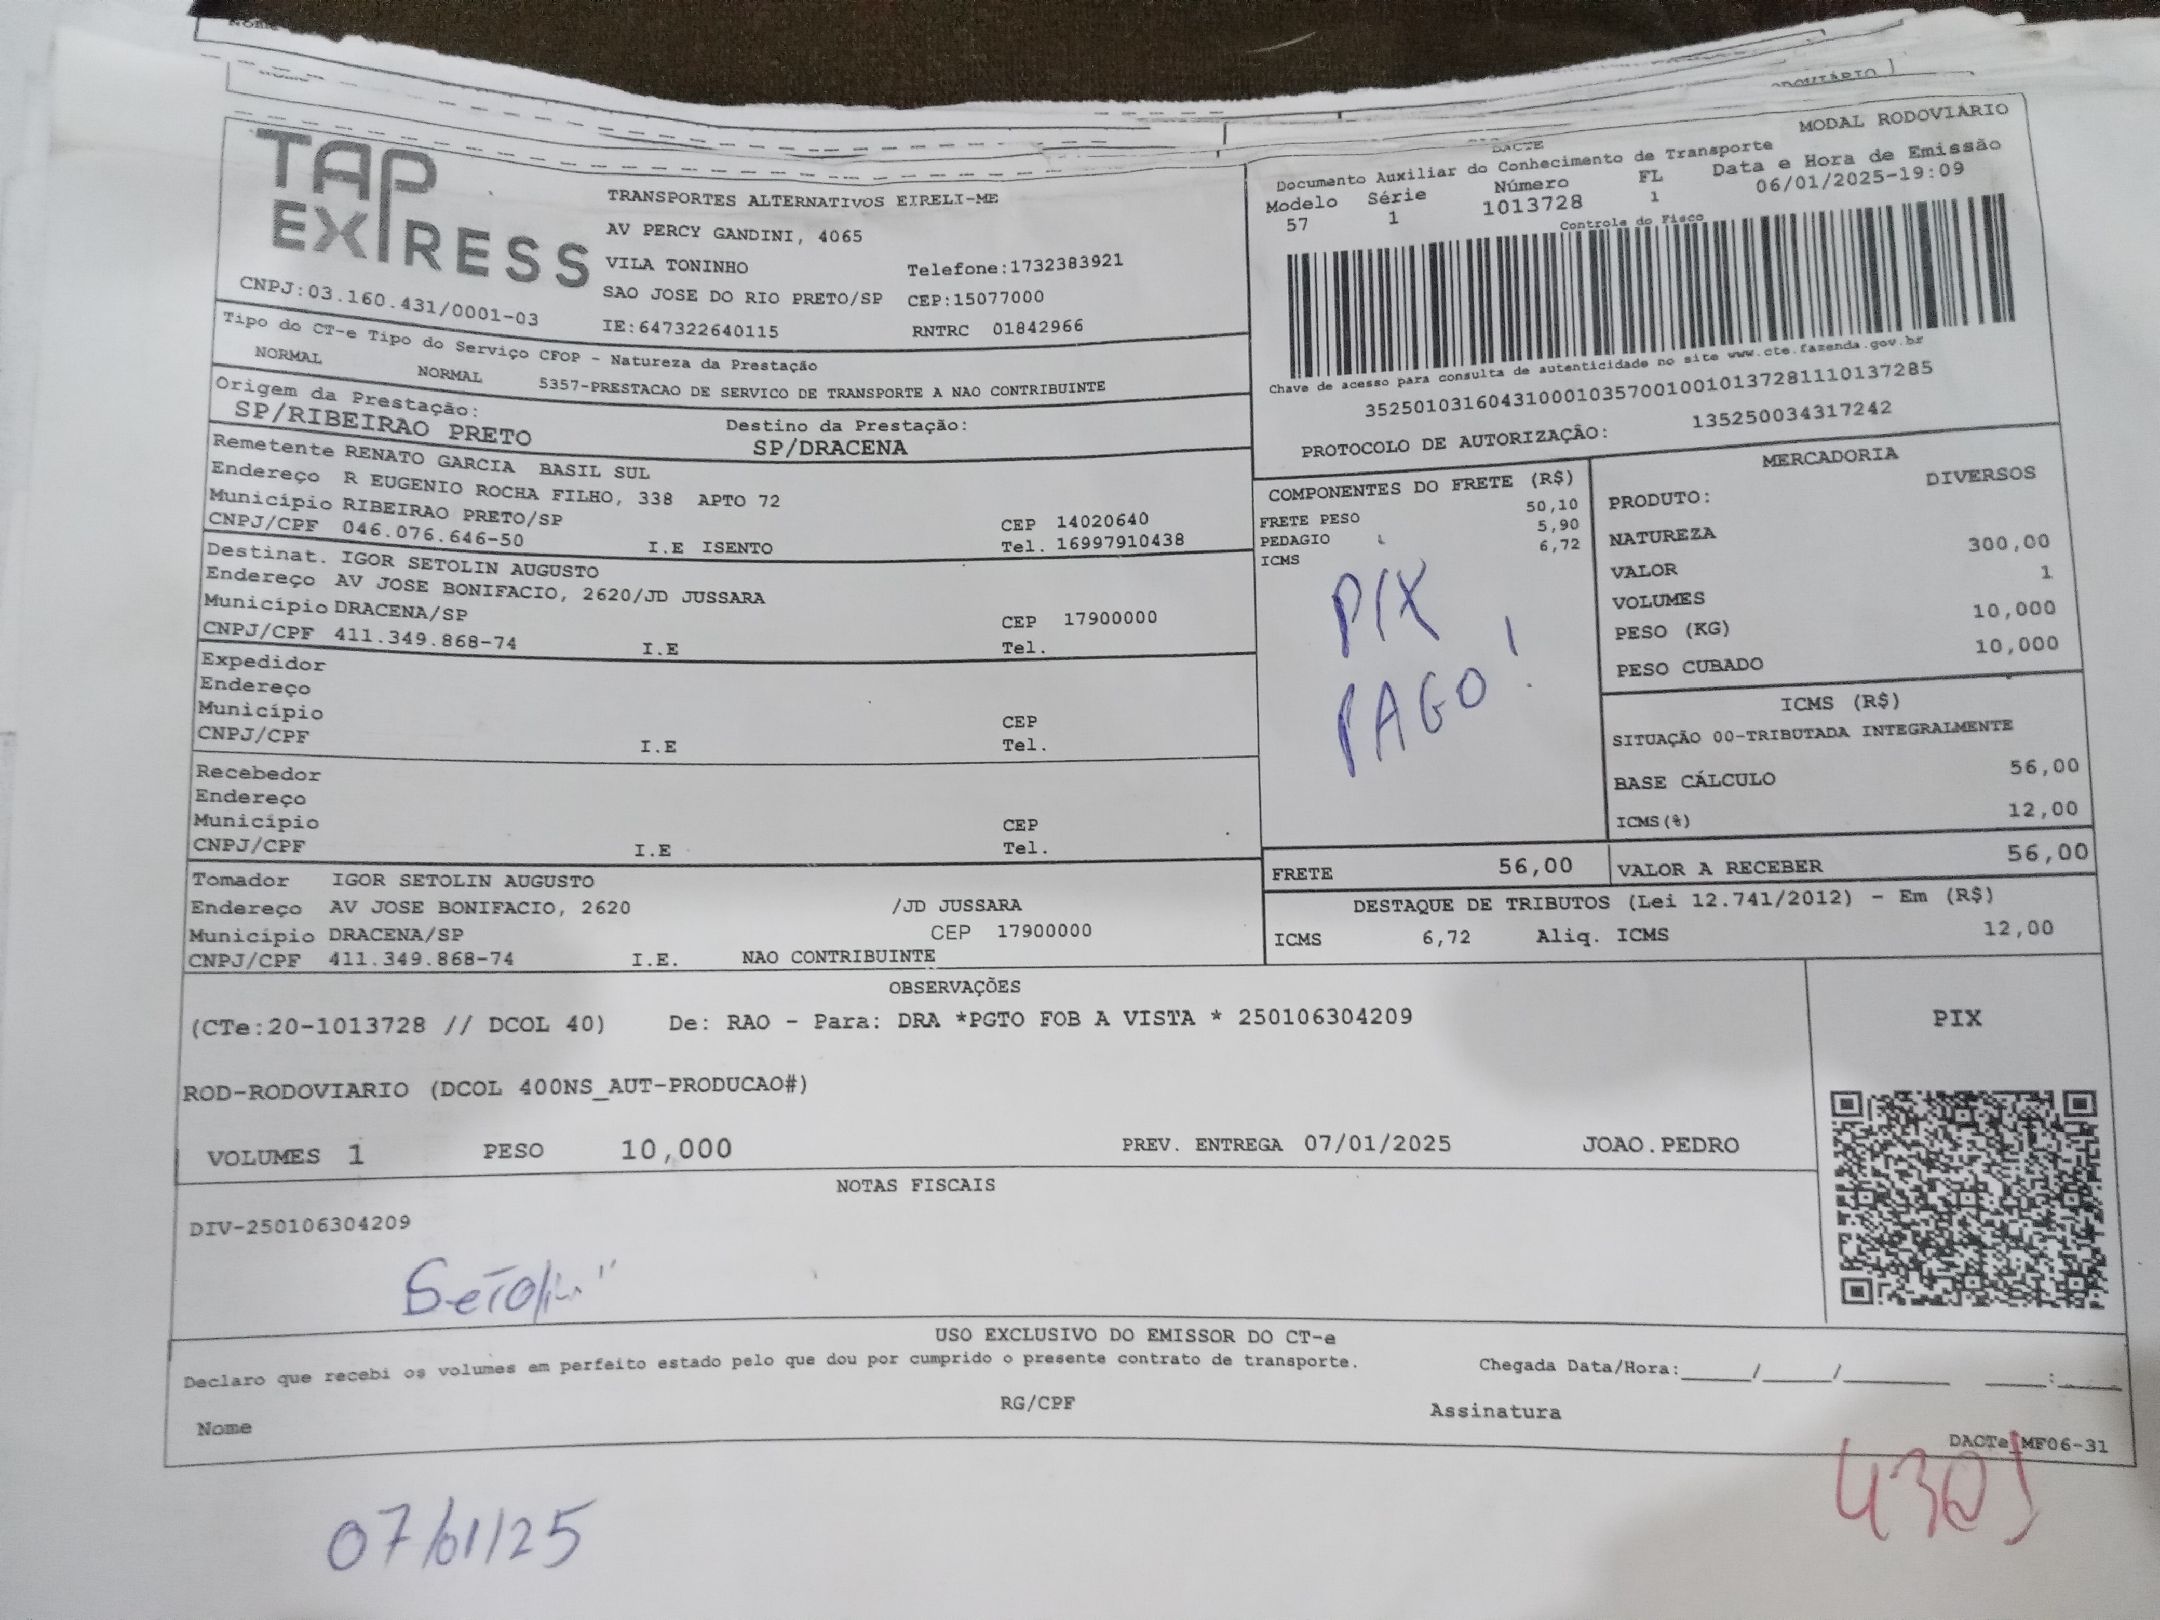 TAP EXPRESS
TRANSPORTES ALTERNATIVOS EIRELI-ME
AV PERCY GANDINI, 4065
VILA TONINHO Telefone:1732383921
SAO JOSE DO RIO PRETO/SP CEP:15077000
CNPJ:03.160.431/0001-03 IE:647322640115 RNTRC 01842966
Tipo do CT-e Tipo do Serviço CFOP - Natureza da Prestação
NORMAL NORMAL 5357-PRESTACAO DE SERVICO DE TRANSPORTE A NAO CONTRIBUINTE
Origem da Prestação: Destino da Prestação:
SP/RIBEIRAO PRETO SP/DRACENA
Remetente RENATO GARCIA BASIL SUL
Endereço R EUGENIO ROCHA FILHO, 338 APTO 72
Município RIBEIRAO PRETO/SP CEP 14020640
CNPJ/CPF 046.076.646-50 I.E ISENTO Tel. 16997910438
Destinat. IGOR SETOLIN AUGUSTO
Endereço AV JOSE BONIFACIO, 2620/JD JUSSARA
Município DRACENA/SP CEP 17900000
CNPJ/CPF 411.349.868-74 I.E Tel.
Expedidor
Endereço
Município CEP
CNPJ/CPF I.E Tel.
Recebedor
Endereço
Município CEP
CNPJ/CPF I.E Tel.
Tomador IGOR SETOLIN AUGUSTO
Endereço AV JOSE BONIFACIO, 2620 /JD JUSSARA
Município DRACENA/SP CEP 17900000
CNPJ/CPF 411.349.868-74 I.E. NAO CONTRIBUINTE
MODAL RODOVIÁRIO
DACTE
Documento Auxiliar do Conhecimento de Transporte
Modelo Série Número FL Data e Hora de Emissão
57 1 1013728 1 06/01/2025-19:09
Controle do Fisco
Chave de acesso para consulta de autenticidade no site www.cte.fazenda.gov.br
35250103160431000103570010010137281110137285
PROTOCOLO DE AUTORIZAÇÃO: 135250034317242
COMPONENTES DO FRETE (R$)
FRETE PESO 50,10
PEDAGIO 5,90
ICMS 6,72
PIX
PAGO!
MERCADORIA
PRODUTO: DIVERSOS
NATUREZA
VALOR 300,00
VOLUMES 1
PESO (KG) 10,000
PESO CUBADO 10,000
ICMS (R$)
SITUAÇÃO 00-TRIBUTADA INTEGRALMENTE
BASE CÁLCULO 56,00
ICMS(%) 12,00
FRETE 56,00 VALOR A RECEBER 56,00
DESTAQUE DE TRIBUTOS (Lei 12.741/2012) - Em (R$)
ICMS 6,72 Aliq. ICMS 12,00
OBSERVAÇÕES
(CTe:20-1013728 // DCOL 40) De: RAO - Para: DRA *PGTO FOB A VISTA * 250106304209
PIX
ROD-RODOVIARIO (DCOL 400NS_AUT-PRODUCAO#)
VOLUMES 1 PESO 10,000 PREV. ENTREGA 07/01/2025 JOAO.PEDRO
NOTAS FISCAIS
DIV-250106304209
Setolin
USO EXCLUSIVO DO EMISSOR DO CT-e
Declaro que recebi os volumes em perfeito estado pelo que dou por cumprido o presente contrato de transporte. Chegada Data/Hora:_____/_____/________ _____:_____
Nome RG/CPF Assinatura
DACTe_MF06-31
07/01/25